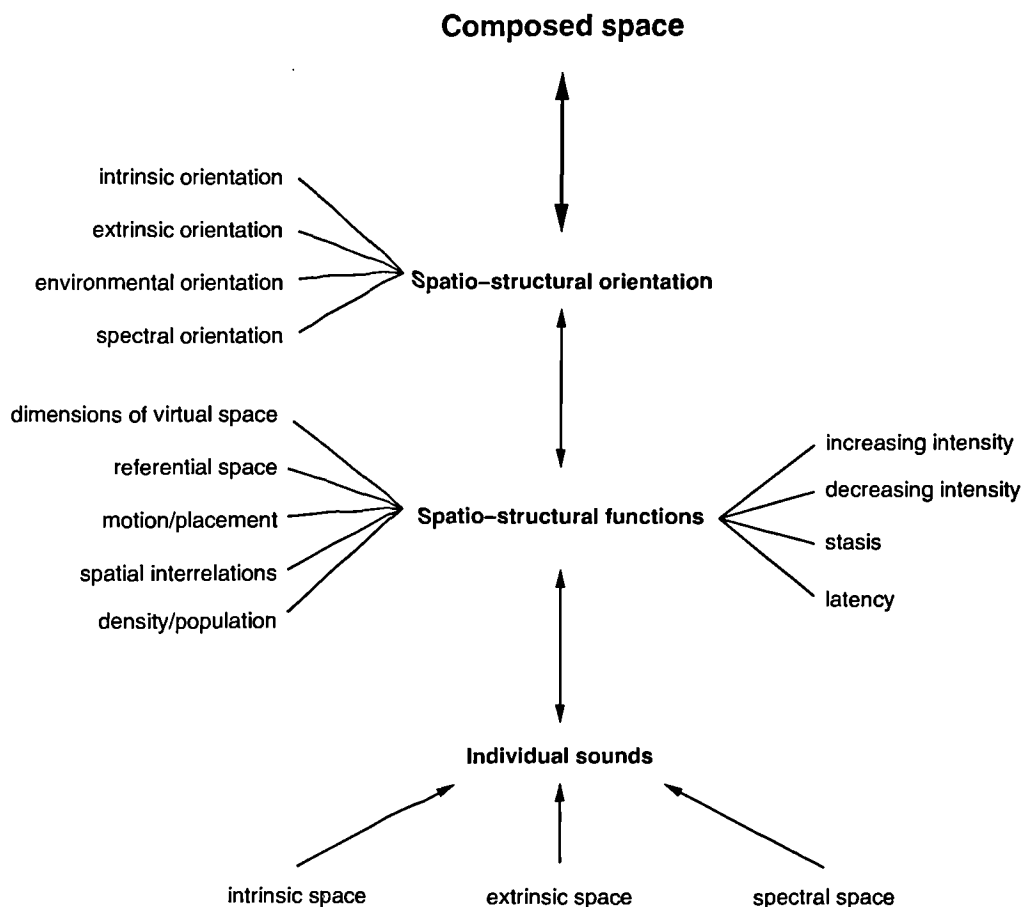 Composed space
intrinsic orientation
extrinsic orientation
environmental orientation
spectral orientation
Spatio–structural orientation
dimensions of virtual space
referential space
motion/placement
spatial interrelations
density/population
Spatio–structural functions
increasing intensity
decreasing intensity
stasis
latency
Individual sounds
intrinsic space
extrinsic space
spectral space